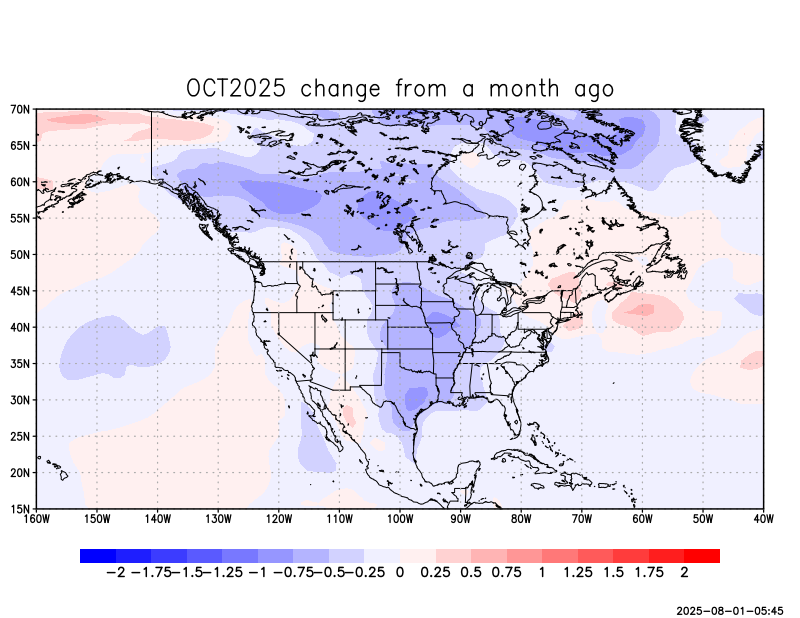 OCT2025 change from a month ago
70N
65N
60N
55N
50N
45N
40N
35N
30N
25N
20N
15N
160W 150W 140W 130W 120W 110W 100W 90W 80W 70W 60W 50W 40W
−2 −1.75 −1.5 −1.25 −1 −0.75 −0.5 −0.25 0 0.25 0.5 0.75 1 1.25 1.5 1.75 2
2025-08-01-05:45